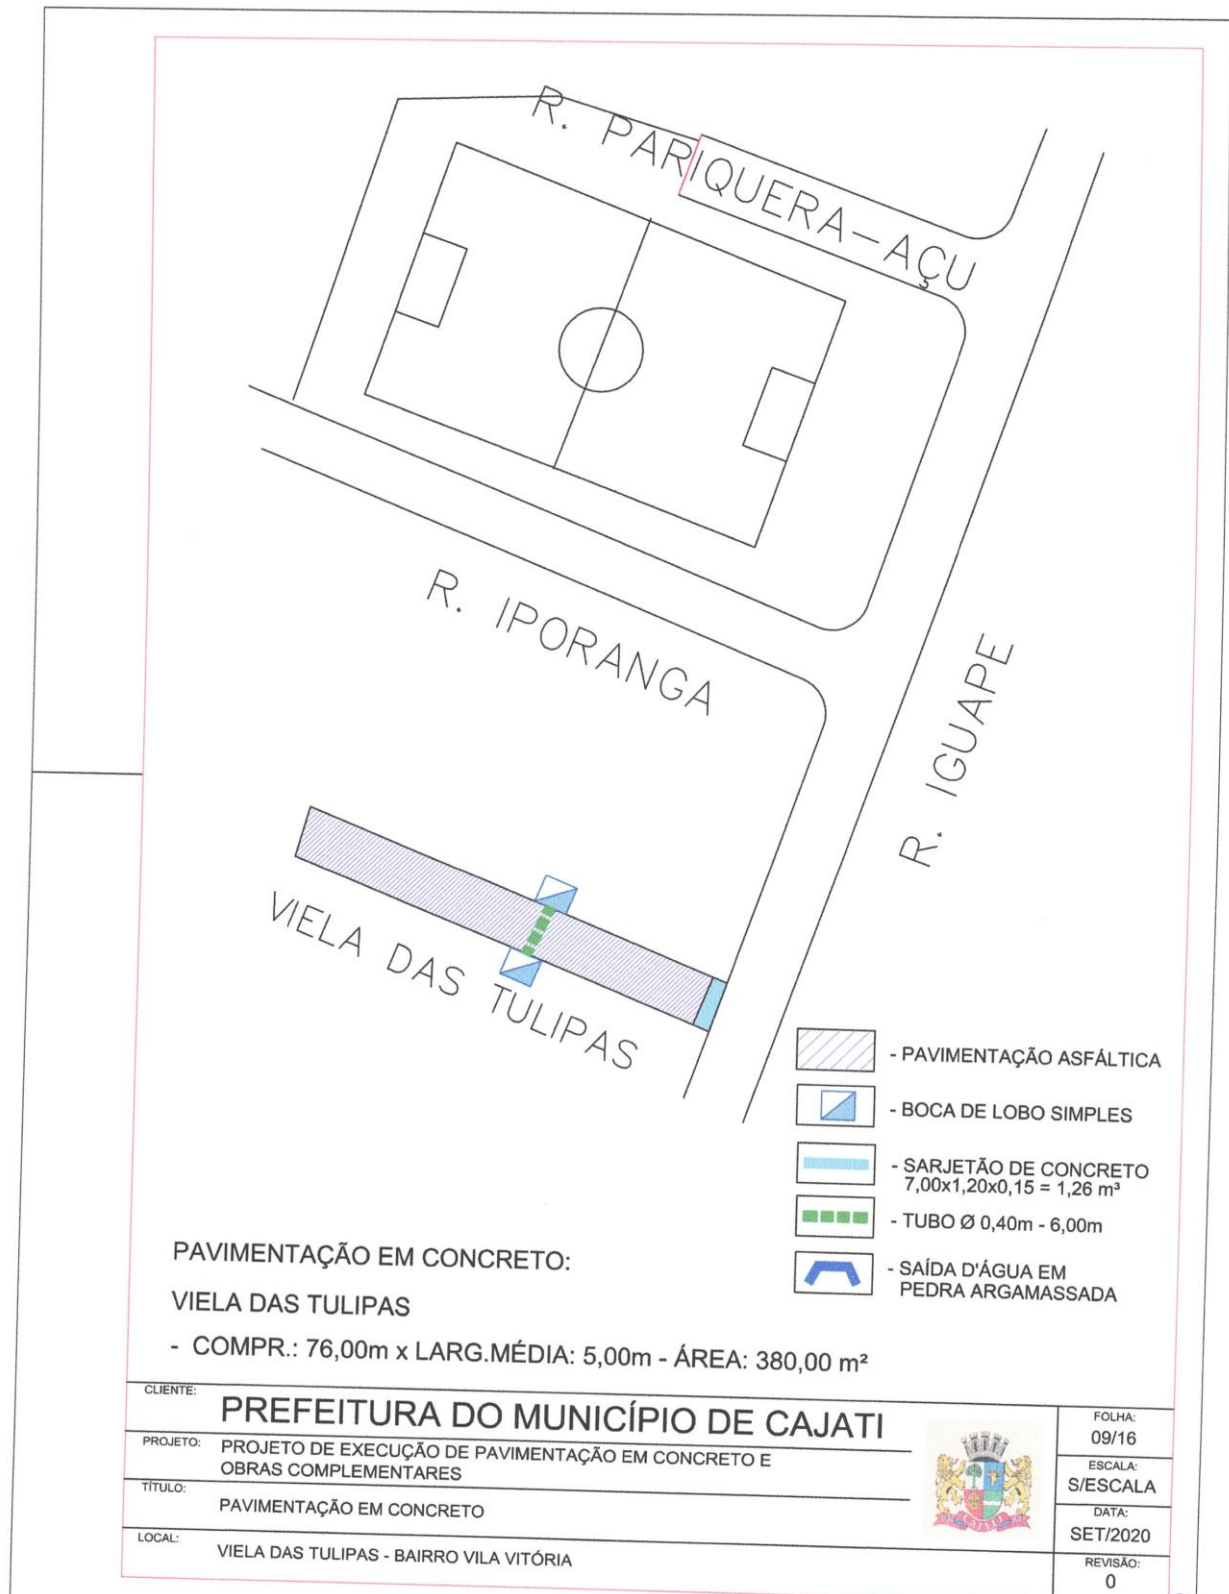 R. PARIQUERA-AÇU
R. IPORANGA
R. IGUAPE
VIELA DAS TULIPAS
- PAVIMENTAÇÃO ASFÁLTICA
- BOCA DE LOBO SIMPLES
- SARJETÃO DE CONCRETO
7,00x1,20x0,15 = 1,26 m³
- TUBO Ø 0,40m - 6,00m
- SAÍDA D'ÁGUA EM
PEDRA ARGAMASSADA
PAVIMENTAÇÃO EM CONCRETO:
VIELA DAS TULIPAS
- COMPR.: 76,00m x LARG.MÉDIA: 5,00m - ÁREA: 380,00 m²
CLIENTE:
PREFEITURA DO MUNICÍPIO DE CAJATI
PROJETO:
PROJETO DE EXECUÇÃO DE PAVIMENTAÇÃO EM CONCRETO E
OBRAS COMPLEMENTARES
TÍTULO:
PAVIMENTAÇÃO EM CONCRETO
LOCAL:
VIELA DAS TULIPAS - BAIRRO VILA VITÓRIA
CAJATI
FOLHA:
09/16
ESCALA:
S/ESCALA
DATA:
SET/2020
REVISÃO:
0